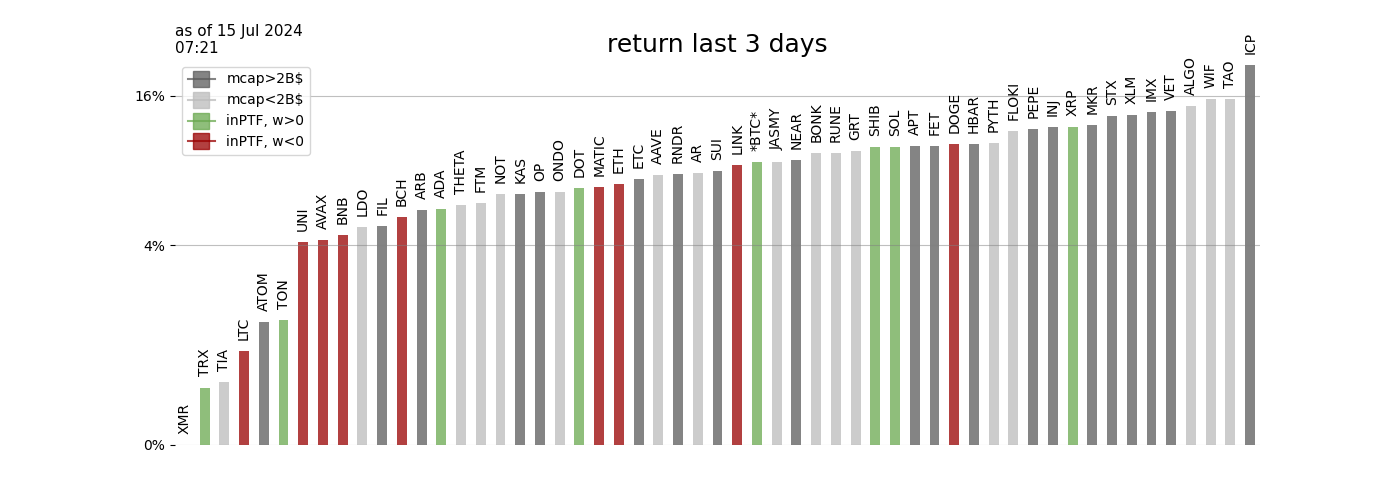 as of 15 Jul 2024
07:21
return last 3 days
mcap>2B$
mcap<2B$
inPTF, w>0
inPTF, w<0
16%
4%
0%
XMR
TRX
TIA
LTC
ATOM
TON
UNI
AVAX
BNB
LDO
FIL
BCH
ARB
ADA
THETA
FTM
NOT
KAS
OP
ONDO
DOT
MATIC
ETH
ETC
AAVE
RNDR
AR
SUI
LINK
*BTC*
JASMY
NEAR
BONK
RUNE
GRT
SHIB
SOL
APT
FET
DOGE
HBAR
PYTH
FLOKI
PEPE
INJ
XRP
MKR
STX
XLM
IMX
VET
ALGO
WIF
TAO
ICP